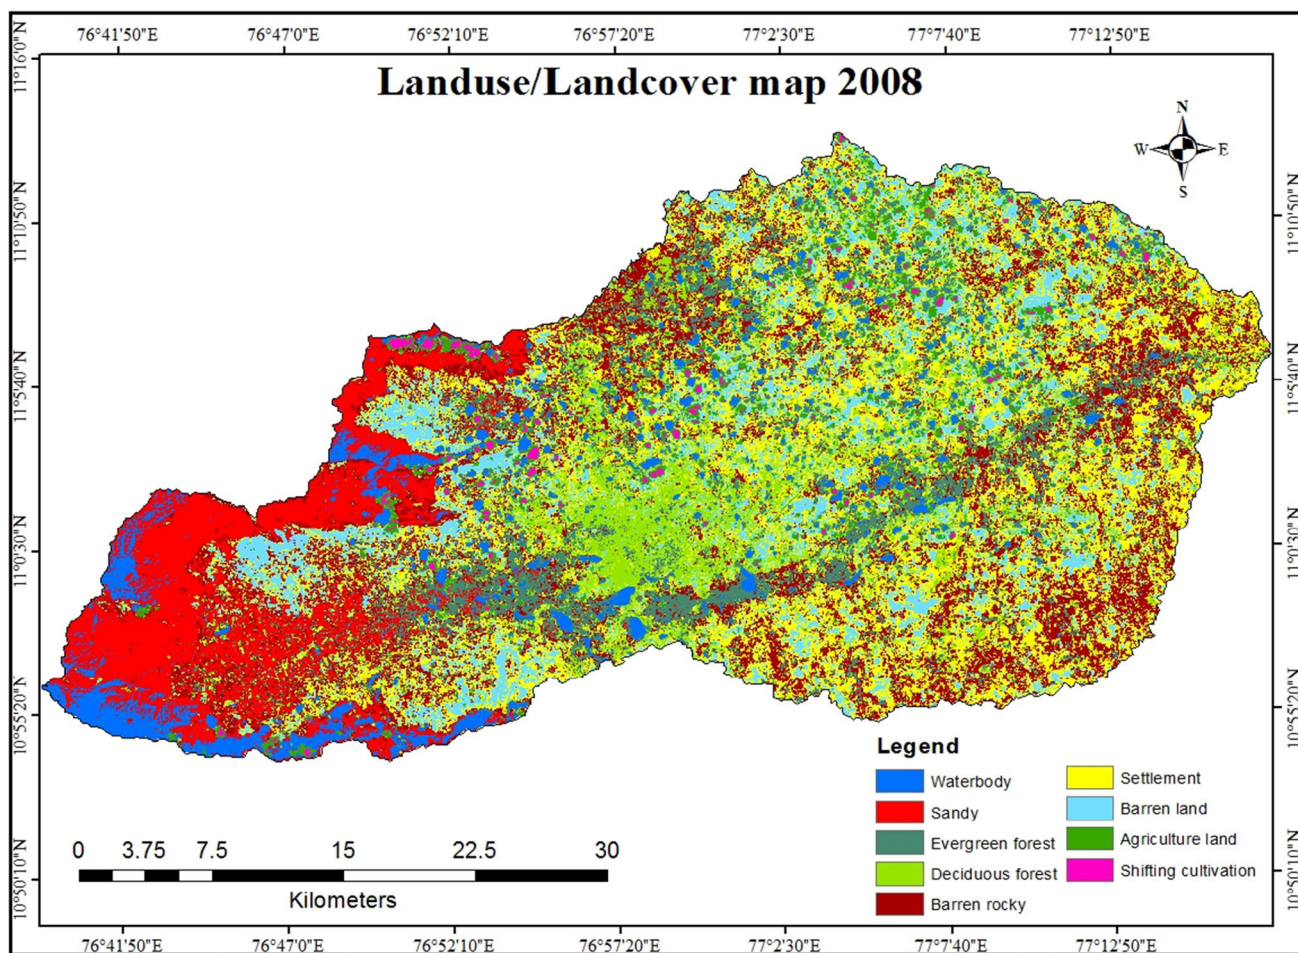 76°41'50"E 76°47'0"E 76°52'10"E 76°57'20"E 77°2'30"E 77°7'40"E 77°12'50"E
Landuse/Landcover map 2008
N
W E
S
11°16'0"N
11°10'50"N 11°10'50"N
11°5'40"N 11°5'40"N
11°0'30"N 11°0'30"N
10°55'20"N 10°55'20"N
10°50'10"N 10°50'10"N
Legend
Waterbody
Sandy
Evergreen forest
Deciduous forest
Barren rocky
Settlement
Barren land
Agriculture land
Shifting cultivation
0 3.75 7.5 15 22.5 30
Kilometers
76°41'50"E 76°47'0"E 76°52'10"E 76°57'20"E 77°2'30"E 77°7'40"E 77°12'50"E